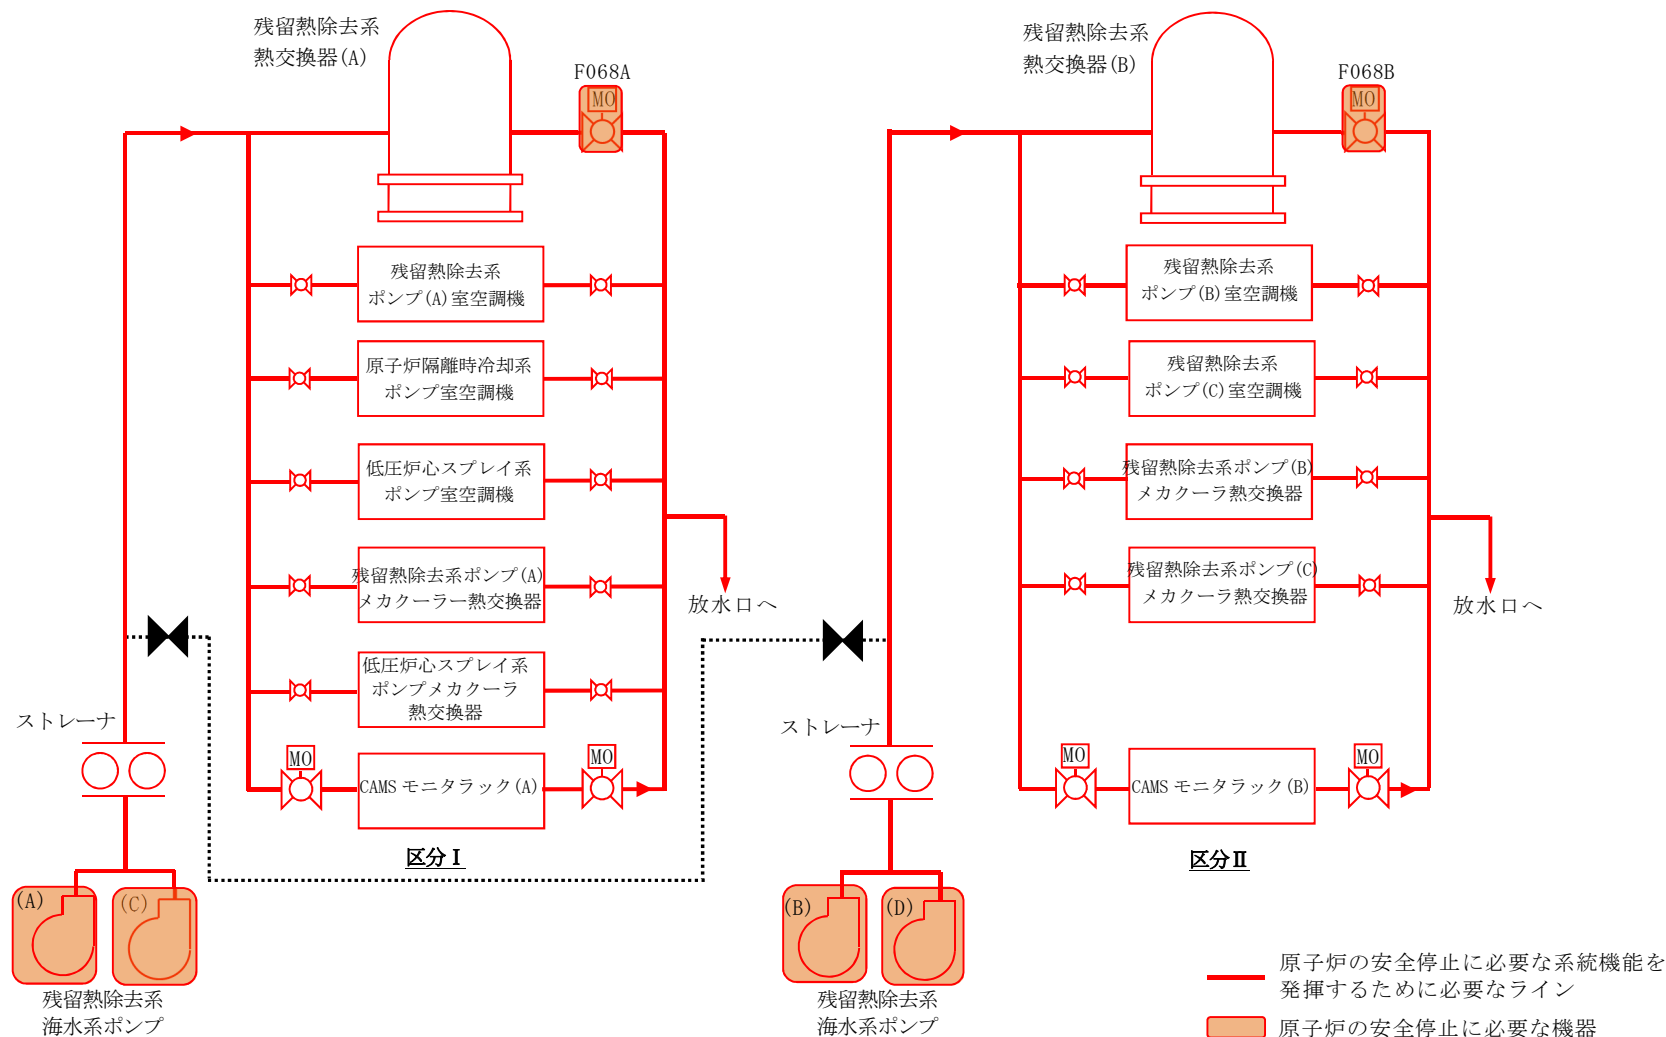 残留熱除去系
熱交換器(A)
F068A
MO
残留熱除去系
ポンプ(A)室空調機
原子炉隔離時冷却系
ポンプ室空調機
低圧炉心スプレイ系
ポンプ室空調機
残留熱除去系ポンプ(A)
メカクーラー熱交換器
低圧炉心スプレイ系
ポンプメカクーラ
熱交換器
MO
CAMS モニタラック(A)
MO
放水口へ
ストレーナ
区分Ⅰ
(A)
(C)
残留熱除去系
海水系ポンプ
残留熱除去系
熱交換器(B)
F068B
MO
残留熱除去系
ポンプ(B)室空調機
残留熱除去系
ポンプ(C)室空調機
残留熱除去系ポンプ(B)
メカクーラ熱交換器
残留熱除去系ポンプ(C)
メカクーラ熱交換器
MO
CAMS モニタラック(B)
MO
放水口へ
ストレーナ
区分Ⅱ
(B)
(D)
残留熱除去系
海水系ポンプ
原子炉の安全停止に必要な系統機能を
発揮するために必要なライン
原子炉の安全停止に必要な機器